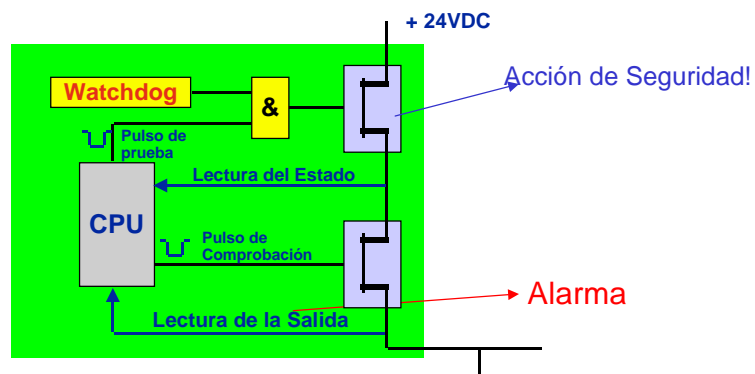 + 24VDC
Acción de Seguridad!
Watchdog
&
Pulso de
prueba
Lectura del Estado
CPU
Pulso de
Comprobación
Alarma
Lectura de la Salida